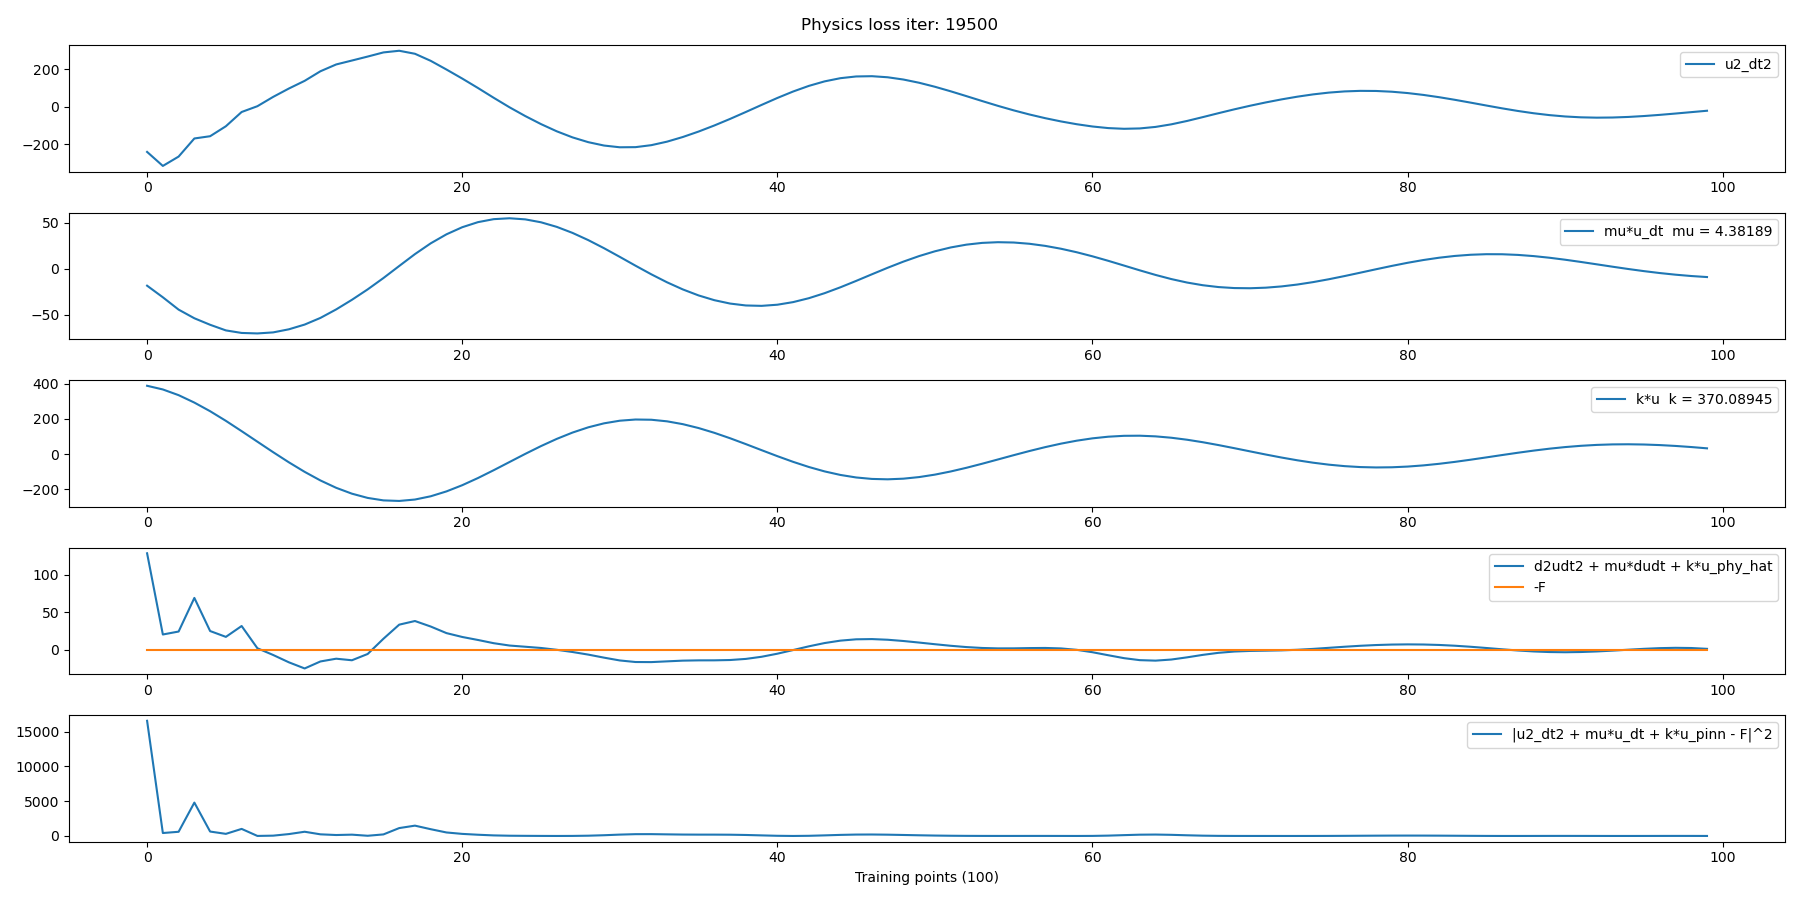 Physics loss iter: 19500
200
0
−200
u2_dt2
0 20 40 60 80 100
50
0
−50
mu*u_dt  mu = 4.38189
0 20 40 60 80 100
400
200
0
−200
k*u  k = 370.08945
0 20 40 60 80 100
100
50
0
d2udt2 + mu*dudt + k*u_phy_hat
-F
0 20 40 60 80 100
15000
10000
5000
0
|u2_dt2 + mu*u_dt + k*u_pinn - F|^2
0 20 40 60 80 100
Training points (100)